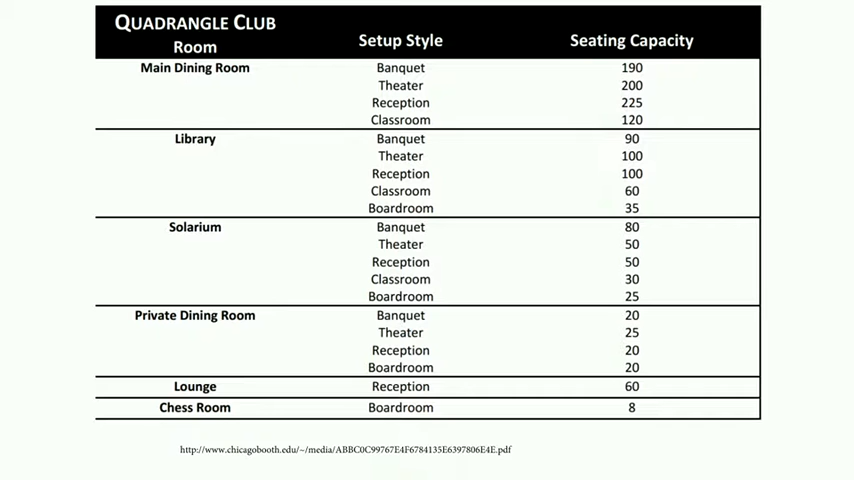 QUADRANGLE CLUB
Room Setup Style Seating Capacity
Main Dining Room Banquet 190
Theater 200
Reception 225
Classroom 120
Library Banquet 90
Theater 100
Reception 100
Classroom 60
Boardroom 35
Solarium Banquet 80
Theater 50
Reception 50
Classroom 30
Boardroom 25
Private Dining Room Banquet 20
Theater 25
Reception 20
Boardroom 20
Lounge Reception 60
Chess Room Boardroom 8
http://www.chicagobooth.edu/~/media/ABBC0C99767E4F6784135E6397806E4E.pdf